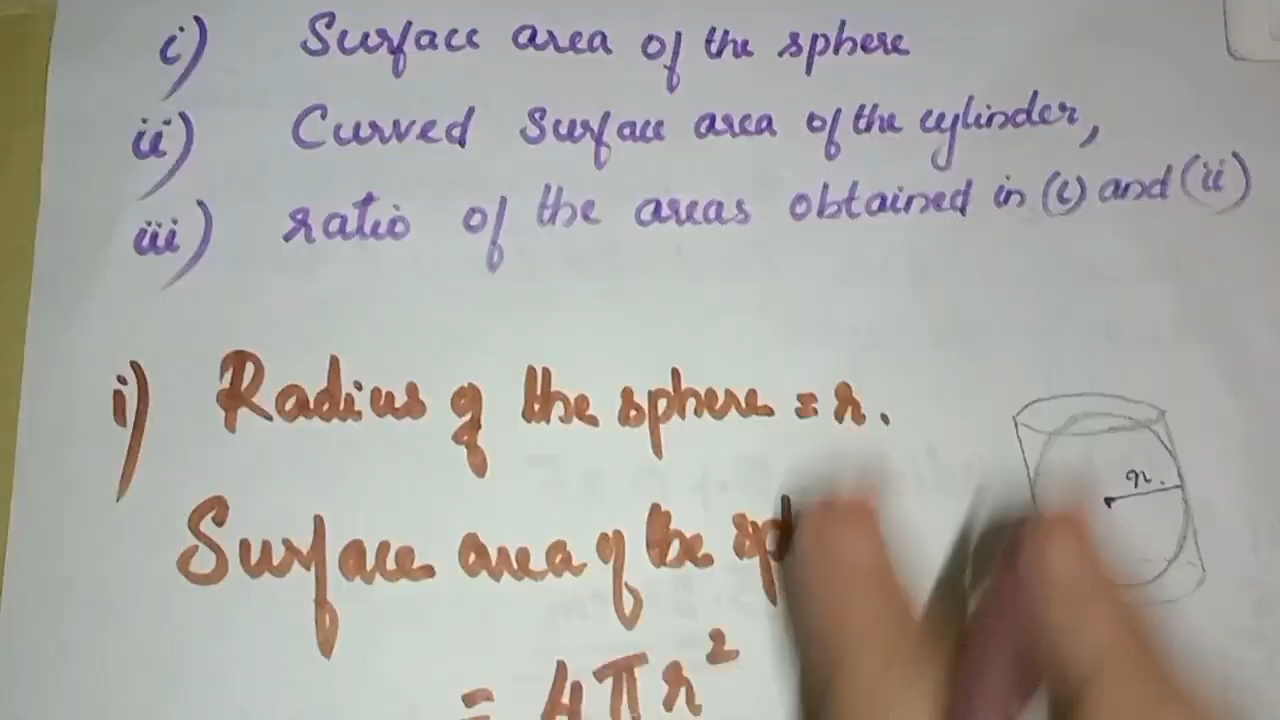 i) Surface area of the sphere
ii) Curved surface area of the cylinder,
iii) ratio of the areas obtained in (i) and (ii)
i) Radius of the sphere = r.
r.
Surface area of the sp
= 4πr²